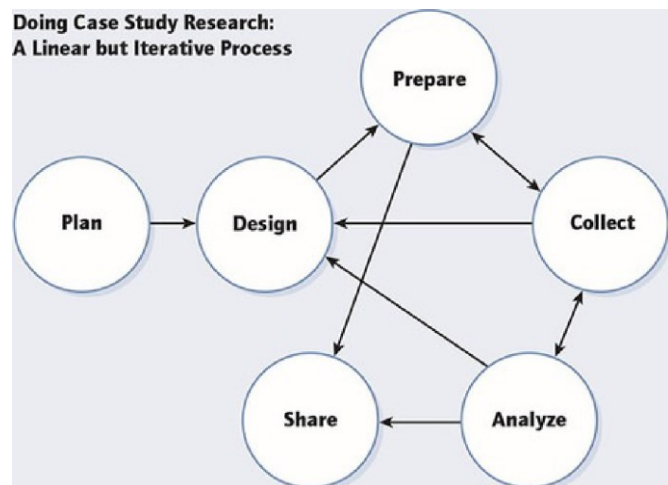 Doing Case Study Research:
A Linear but Iterative Process
Prepare
Plan
Design
Collect
Share
Analyze